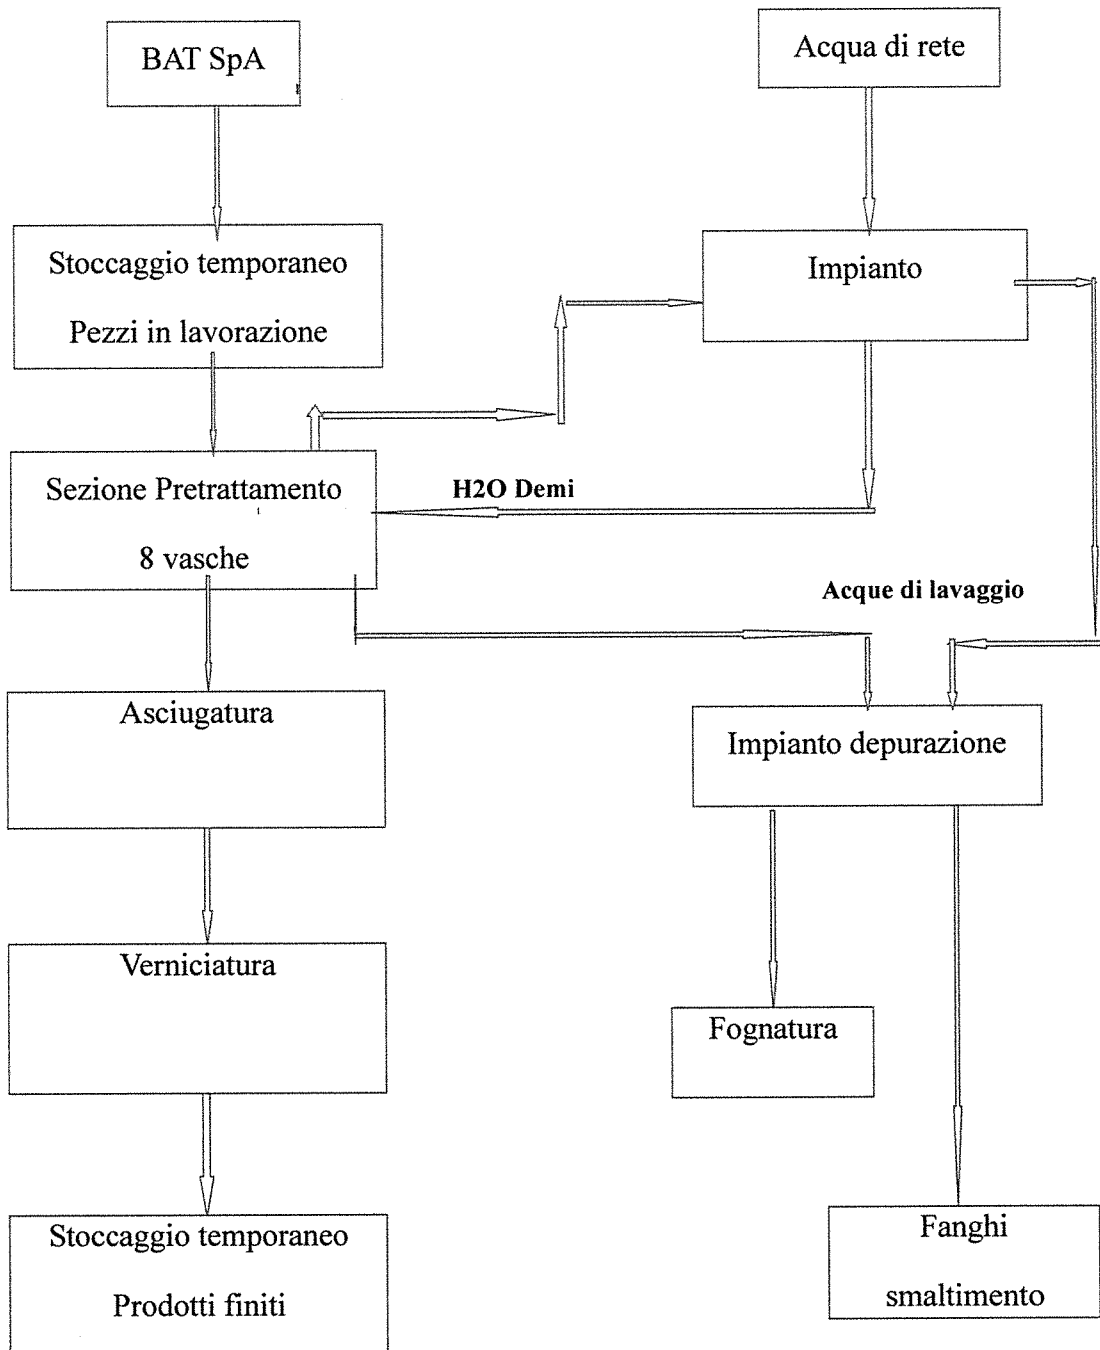 BAT SpA
Acqua di rete
Stoccaggio temporaneo
Pezzi in lavorazione
Impianto
Sezione Pretrattamento
8 vasche
H2O Demi
Acque di lavaggio
Asciugatura
Impianto depurazione
Verniciatura
Fognatura
Stoccaggio temporaneo
Prodotti finiti
Fanghi
smaltimento